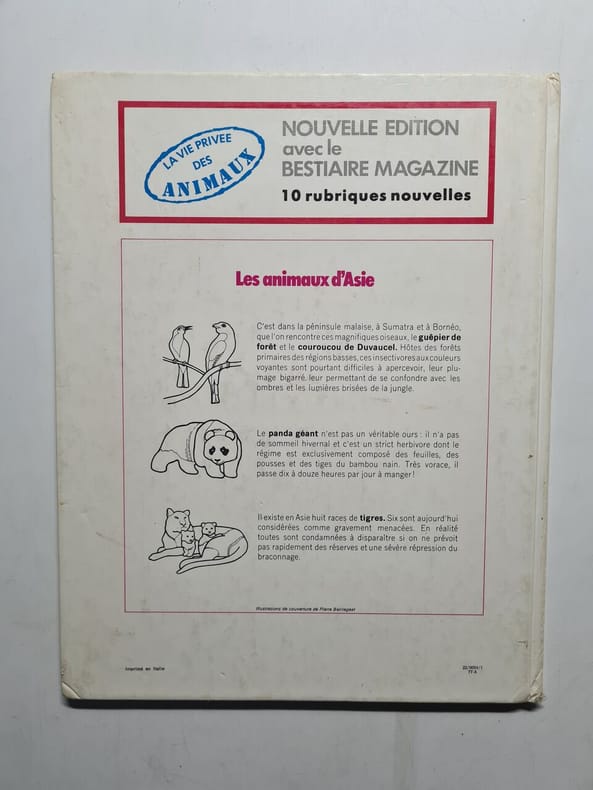 LA VIE PRIVEE
DES
ANIMAUX
NOUVELLE EDITION
avec le
BESTIAIRE MAGAZINE
10 rubriques nouvelles
Les animaux d'Asie
C'est dans la péninsule malaise, à Sumatra et à Bornéo,
que l'on rencontre ces magnifiques oiseaux, le guêpier de
forêt et le couroucou de Duvaucel. Hôtes des forêts
primaires des régions basses, ces insectivores aux couleurs
voyantes sont pourtant difficiles à apercevoir, leur plu-
mage bigarré leur permettant de se confondre avec les
ombres et les lumières brisées de la jungle.
Le panda géant n'est pas un véritable ours : il n'a pas
de sommeil hivernal et c'est un strict herbivore dont le
régime est exclusivement composé des feuilles, des
pousses et des tiges du bambou nain. Très vorace, il
passe dix à douze heures par jour à manger !
Il existe en Asie huit races de tigres. Six sont aujourd'hui
considérées comme gravement menacées. En réalité
toutes sont condamnées à disparaître si on ne prévoit
pas rapidement des réserves et une sévère répression du
braconnage.
Illustrations de couverture de Pierre
Imprimé en Italie
77-A